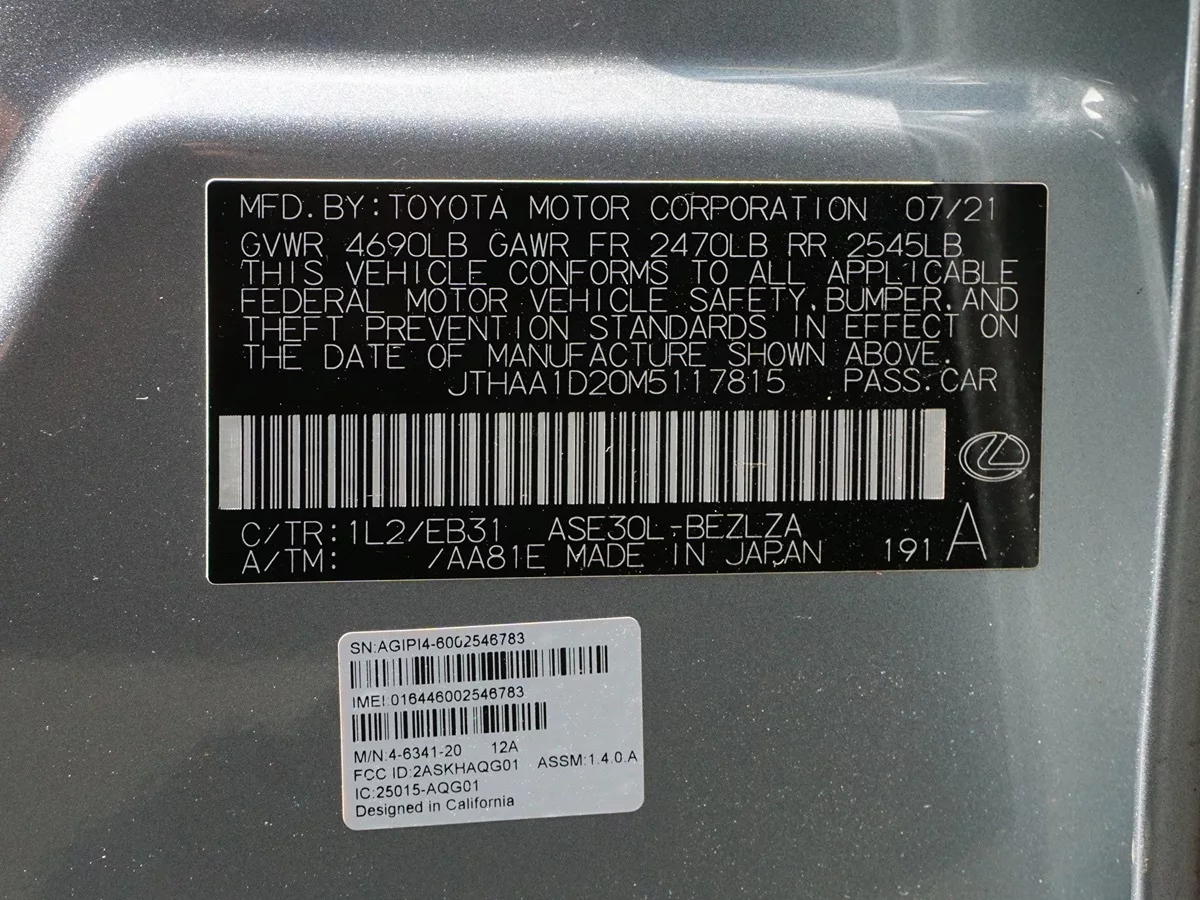 MFD.BY:TOYOTA MOTOR CORPORATION 07/21
GVWR 4690LB GAWR FR 2470LB RR 2545LB
THIS VEHICLE CONFORMS TO ALL APPLICABLE
FEDERAL MOTOR VEHICLE SAFETY,BUMPER,AND
THEFT PREVENTION STANDARDS IN EFFECT ON
THE DATE OF MANUFACTURE SHOWN ABOVE.
JTHAA1D20M5117815 PASS.CAR
C/TR:1L2/EB31 ASE30L-BEZLZA
A/TM: /AA81E MADE IN JAPAN 191 A
SN:AGIPI4-6002546783
IMEI:016446002546783
M/N:4-6341-20 12A
FCC ID:2ASKHAQG01 ASSM:1.4.0.A
IC:25015-AQG01
Designed in California